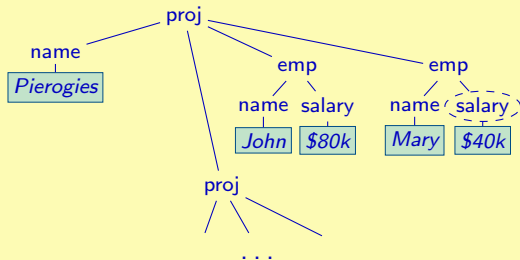 proj
name emp emp
Pierogies name salary name salary
John $80k Mary $40k
proj
...